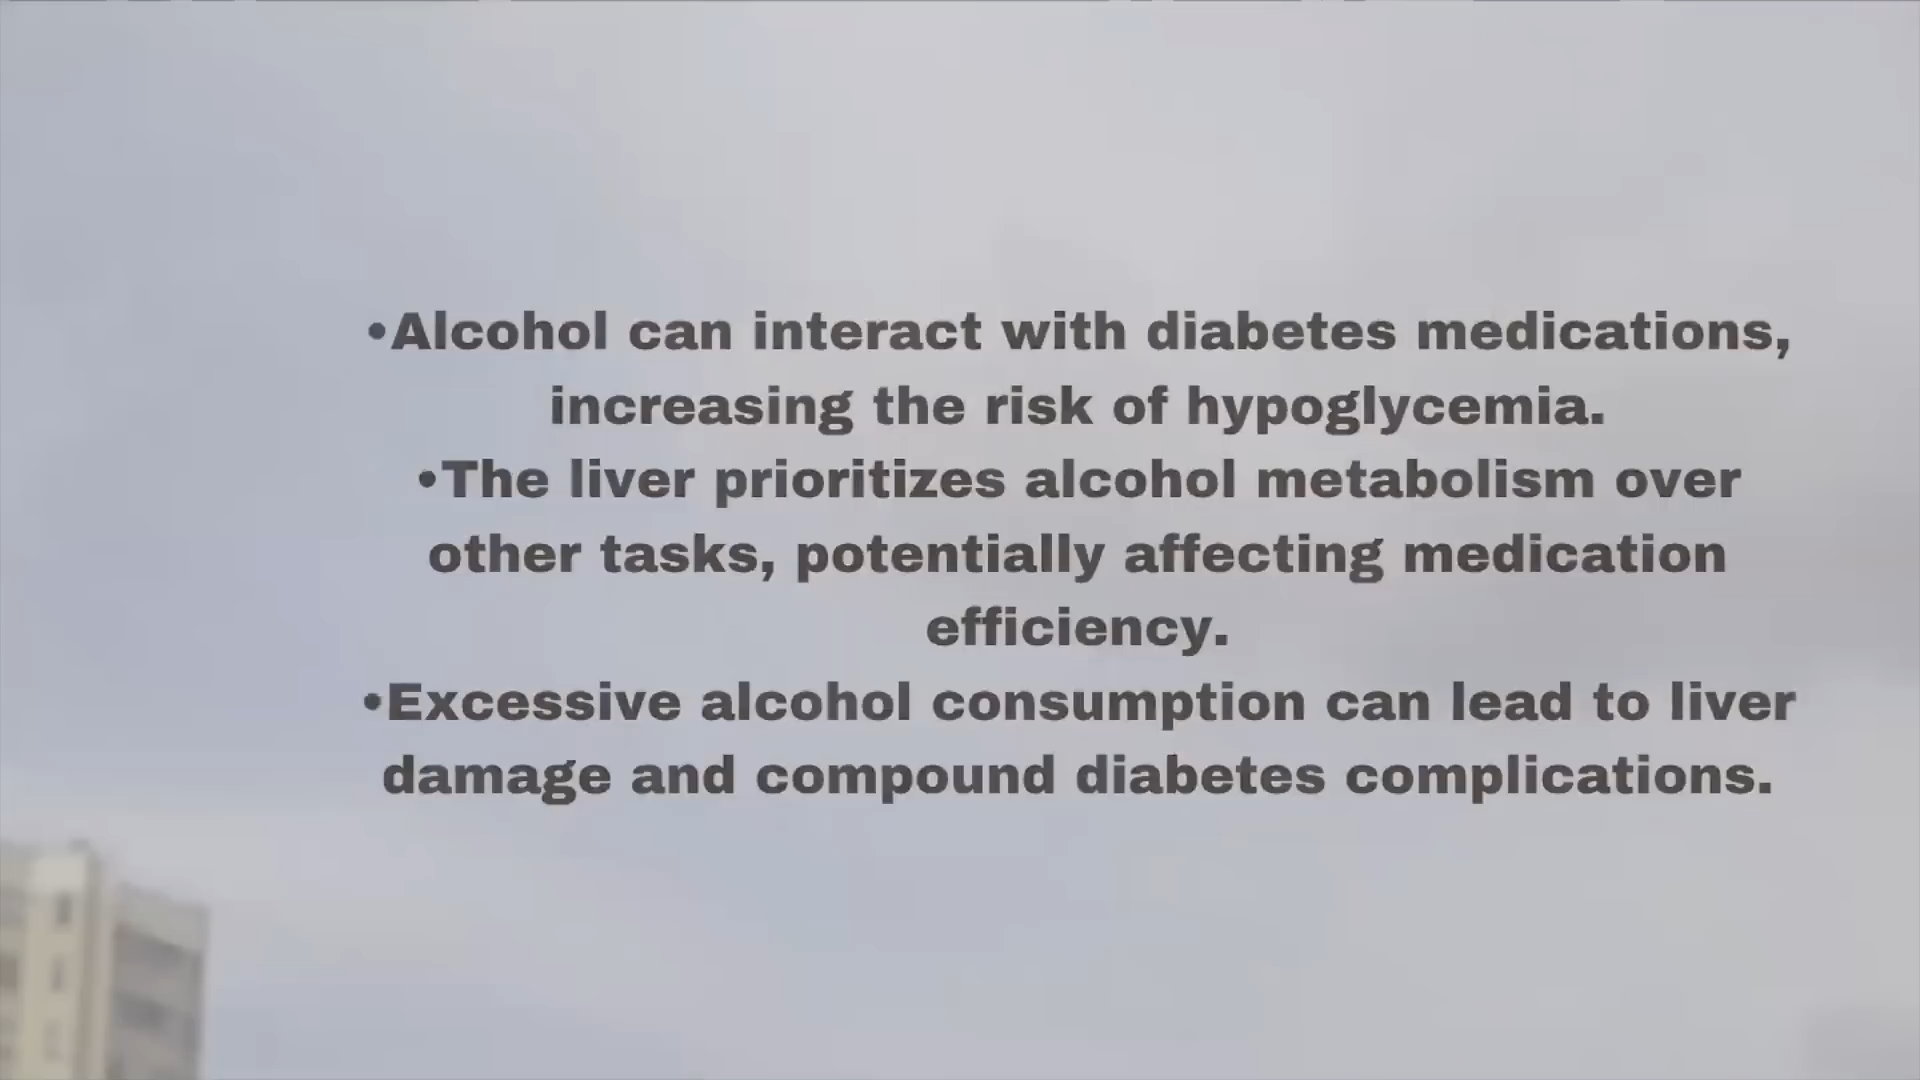 •Alcohol can interact with diabetes medications,
increasing the risk of hypoglycemia.
•The liver prioritizes alcohol metabolism over
other tasks, potentially affecting medication
efficiency.
•Excessive alcohol consumption can lead to liver
damage and compound diabetes complications.